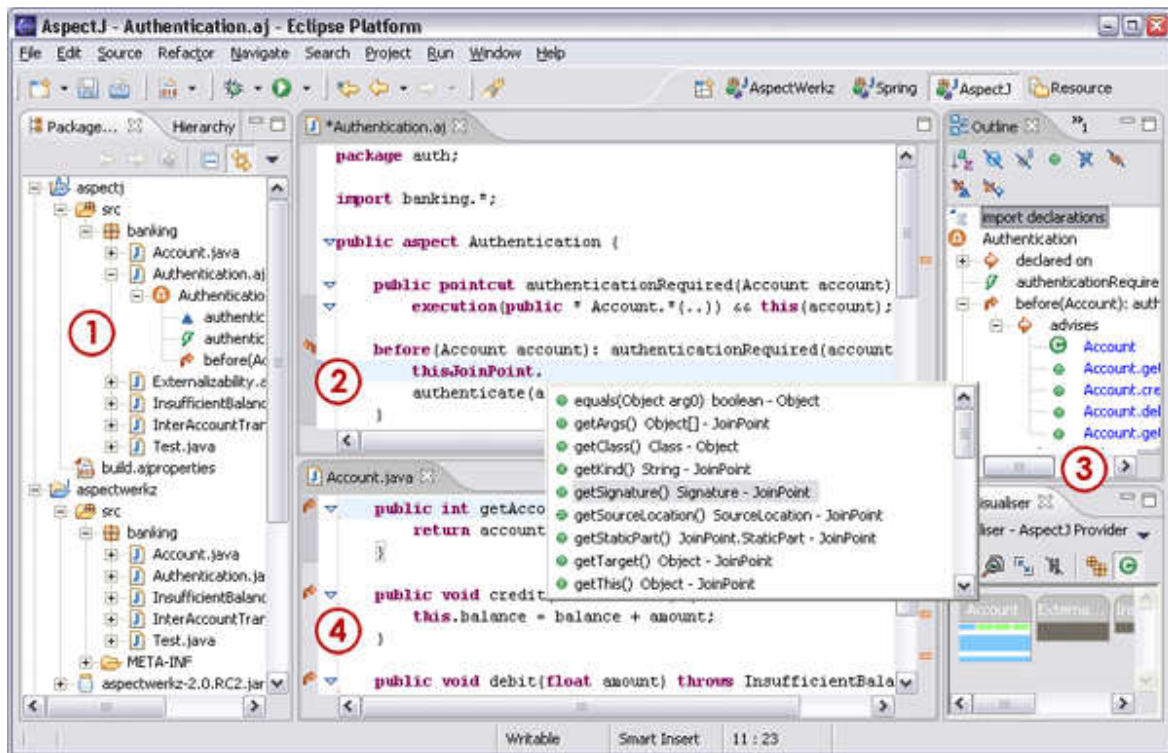 AspectJ - Authentication.aj - Eclipse Platform
File Edit Source Refactor Navigate Search Project Run Window Help
AspectWerkz Spring AspectJ Resource
Package... Hierarchy
aspectj
src
banking
Account.java
Authentication.aj
Authenticatio
authentic
authentic
before(Ac
Externalizability.a
InsufficientBalanc
InterAccountTran
Test.java
build.ajproperties
aspectwerkz
src
banking
Account.java
Authentication.ja
InsufficientBalanc
InterAccountTrar
Test.java
META-INF
aspectwerkz-2.0.RC2.jar
1
*Authentication.aj
package auth;
import banking.*;
public aspect Authentication {
public pointcut authenticationRequired(Account account)
execution(public * Account.*(..)) && this(account);
before(Account account): authenticationRequired(account
thisJoinPoint.
authenticate(a
}
2
equals(Object arg0) boolean - Object
getArgs() Object[] - JoinPoint
getClass() Class - Object
getKind() String - JoinPoint
getSignature() Signature - JoinPoint
getSourceLocation() SourceLocation - JoinPoint
getStaticPart() JoinPoint.StaticPart - JoinPoint
getTarget() Object - JoinPoint
getThis() Object - JoinPoint
Account.java
public int getAcco
return account
}
public void credit(
this.balance = balance + amount;
}
public void debit(float amount) throws InsufficientBala
4
Outline
1
import declarations
Authentication
declared on
authenticationRequire
before(Account): auth
advises
Account
Account.get
Account.cre
Account.del
Account.get
3
isualiser
iser - AspectJ Provider
Account Externa...
Writable Smart Insert 11 : 23